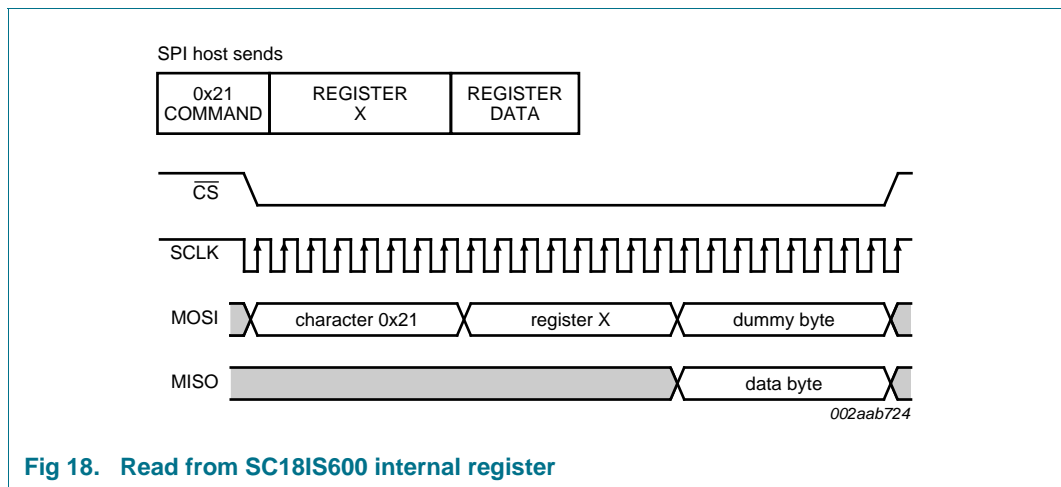 SPI host sends
0x21 COMMAND
REGISTER X
REGISTER DATA
CS
SCLK
MOSI
character 0x21
register X
dummy byte
MISO
data byte
002aab724
Fig 18. Read from SC18IS600 internal register